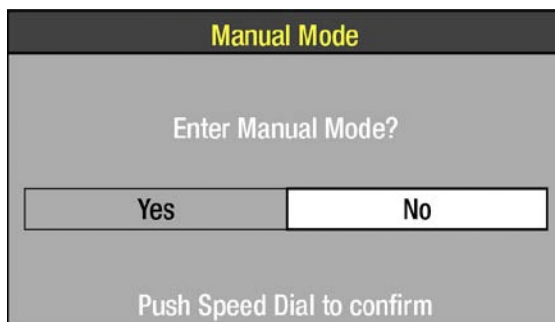 Manual Mode
Enter Manual Mode?
Yes No
Push Speed Dial to confirm